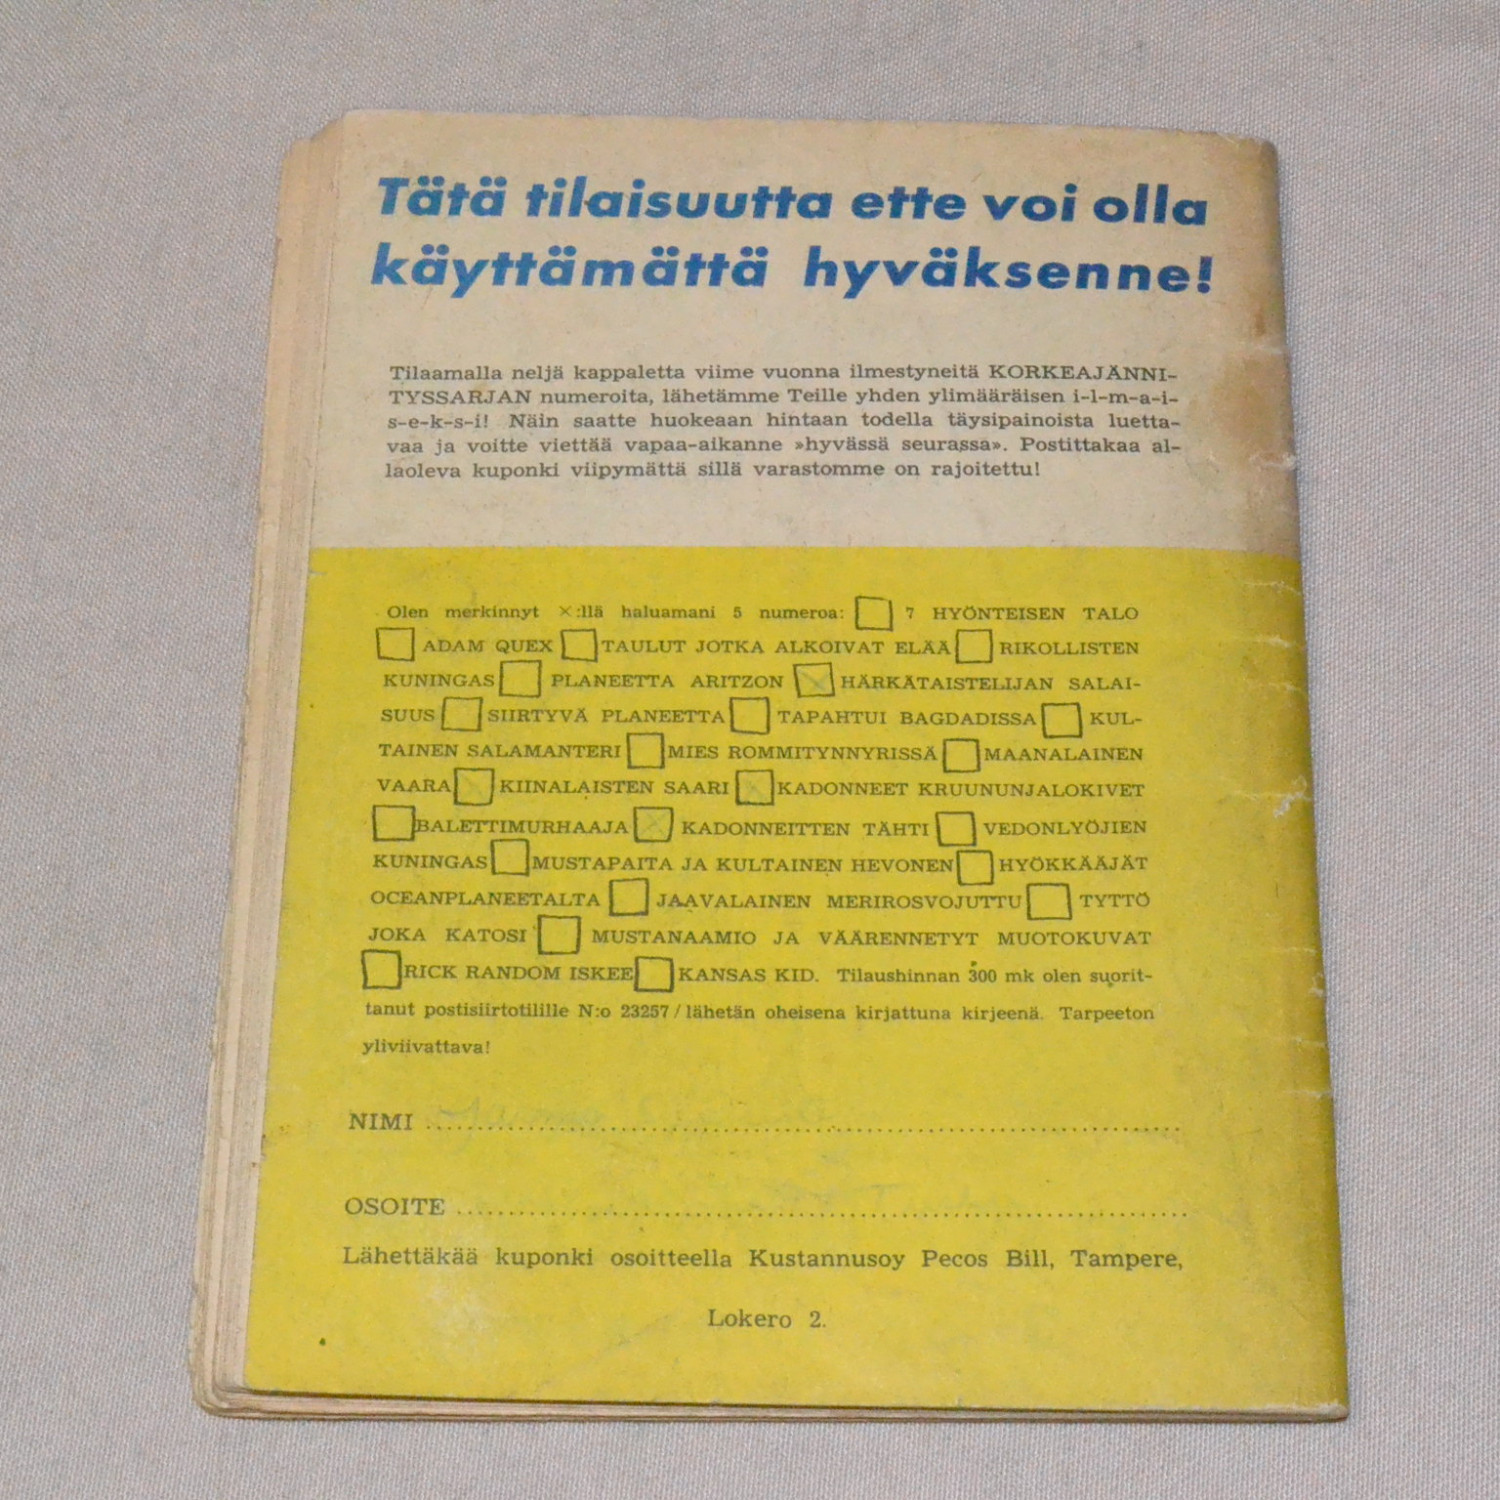 Tätä tilaisuutta ette voi olla
käyttämättä hyväksenne!
Tilaamalla neljä kappaletta viime vuonna ilmestyneitä KORKEAJÄNNI-
TYSSARJAN numeroita, lähetämme Teille yhden ylimääräisen i-l-m-a-i-
s-e-k-s-i! Näin saatte huokeaan hintaan todella täysipainoista luetta-
vaa ja voitte viettää vapaa-aikanne »hyvässä seurassa». Postittakaa al-
laoleva kuponki viipymättä sillä varastomme on rajoitettu!
Olen merkinnyt ×:llä haluamani 5 numeroa: 7 HYÖNTEISEN TALO
ADAM QUEX TAULUT JOTKA ALKOIVAT ELÄÄ RIKOLLISTEN
KUNINGAS PLANEETTA ARITZON HÄRKÄTAISTELIJAN SALAI-
SUUS SIIRTYVÄ PLANEETTA TAPAHTUI BAGDADISSA KUL-
TAINEN SALAMANTERI MIES ROMMITYNNYRISSÄ MAANALAINEN
VAARA KIINALAISTEN SAARI KADONNEET KRUUNUNJALOKIVET
BALETTIMURHAAJA KADONNEITTEN TÄHTI VEDONLYÖJIEN
KUNINGAS MUSTAPAITA JA KULTAINEN HEVONEN HYÖKKÄÄJÄT
OCEANPLANEETALTA JAAVALAINEN MERIROSVOJUTTU TYTTÖ
JOKA KATOSI MUSTANAAMIO JA VÄÄRENNETYT MUOTOKUVAT
RICK RANDOM ISKEE KANSAS KID. Tilaushinnan 300 mk olen suorit-
tanut postisiirtotilille N:o 23257 / lähetän oheisena kirjattuna kirjeenä. Tarpeeton
yliviivattava!
NIMI
OSOITE
Lähettäkää kuponki osoitteella Kustannusoy Pecos Bill, Tampere,
Lokero 2.